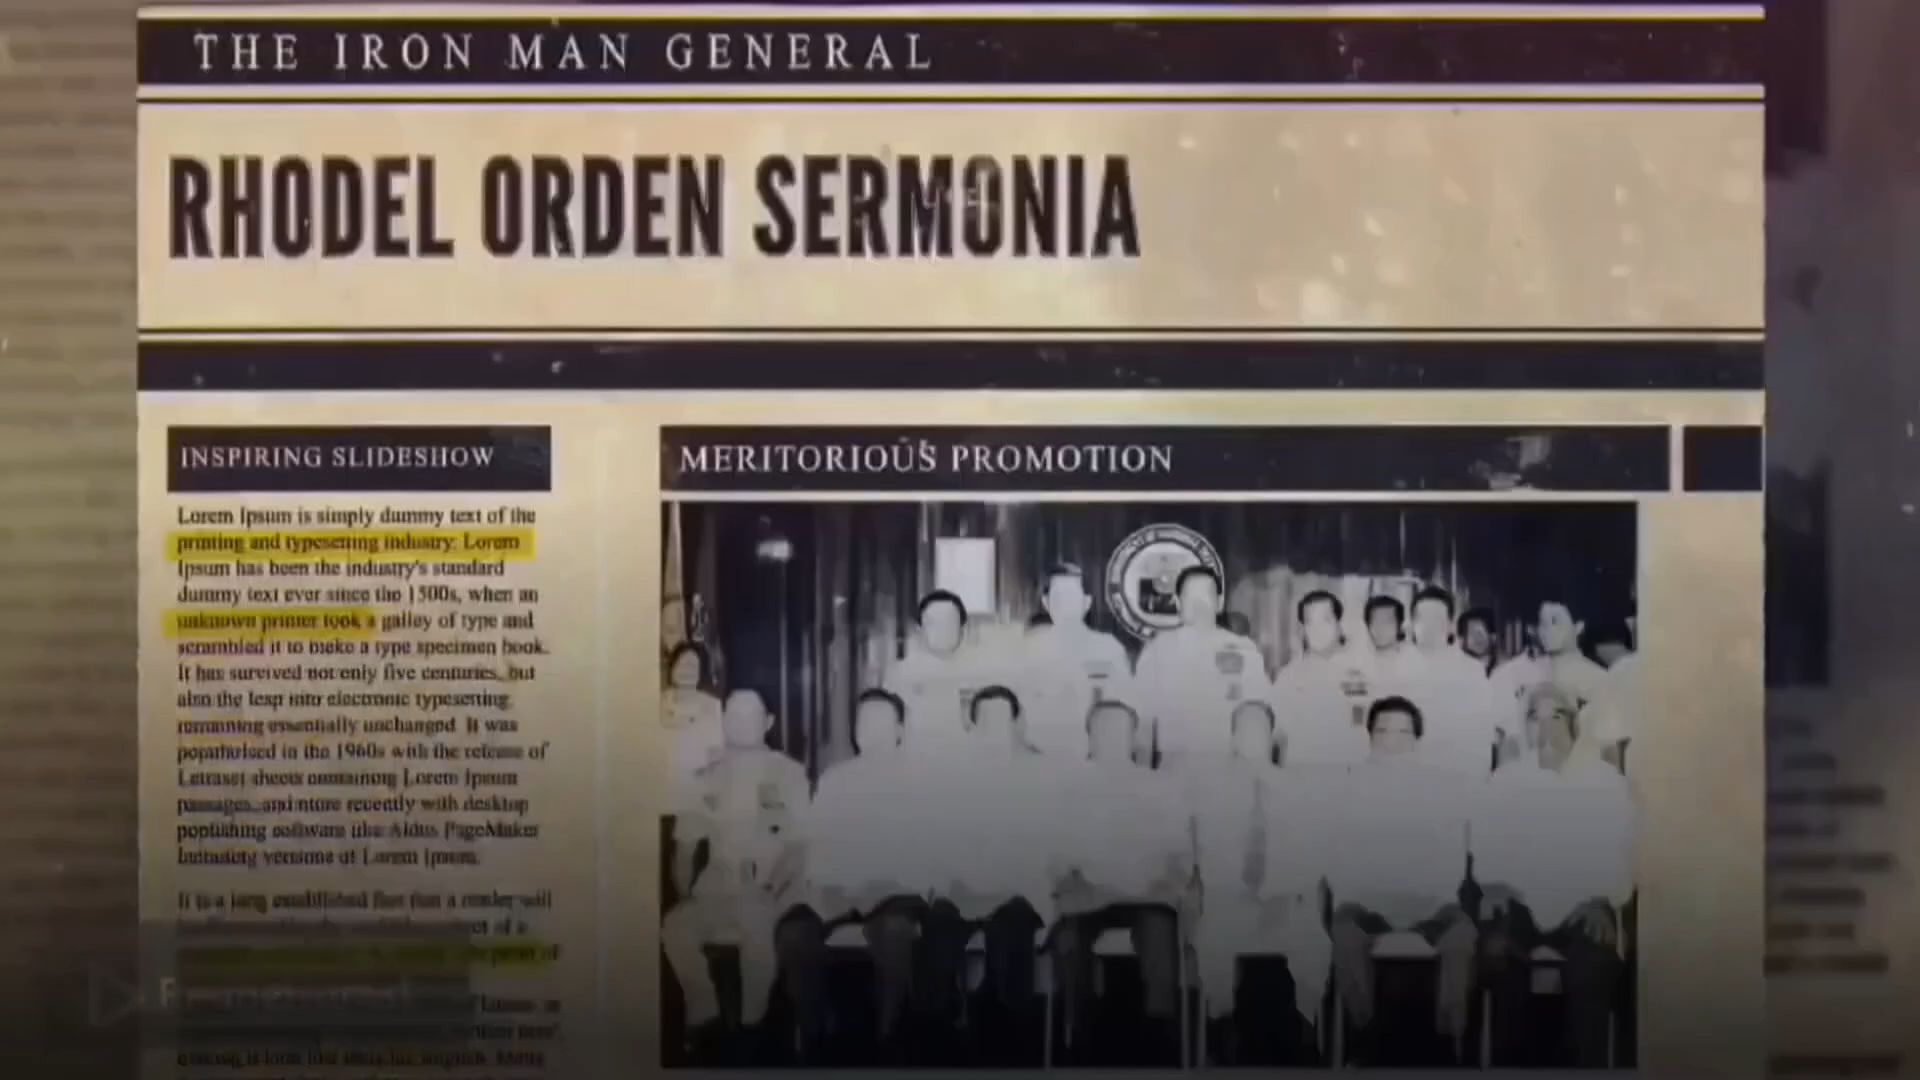 THE IRON MAN GENERAL
RHODEL ORDEN SERMONIA
INSPIRING SLIDESHOW
Lorem Ipsum is simply dummy text of the
printing and typesetting industry. Lorem
Ipsum has been the industry's standard
dummy text ever since the 1500s, when an
unknown printer took a galley of type and
scrambled it to make a type specimen book.
It has survived not only five centuries, but
also the leap into electronic typesetting,
remaining essentially unchanged. It was
popularised in the 1960s with the release of
Letraset sheets containing Lorem Ipsum
passages, and more recently with desktop
software like Aldus PageMaker
including versions of Lorem Ipsum.
It is a long established fact that a reader will
of a
of
MERITORIOUS PROMOTION